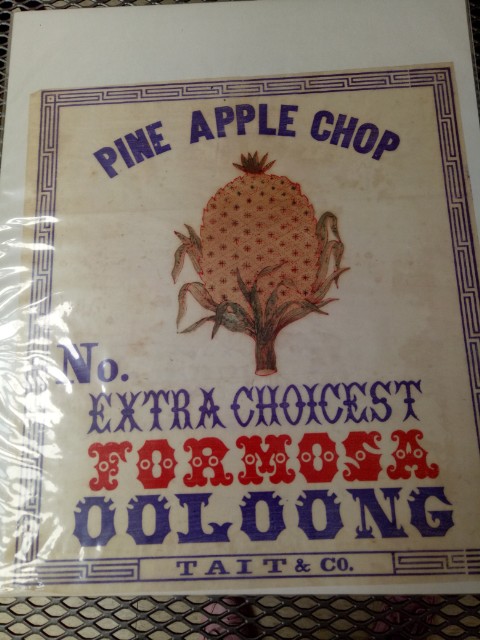 PINE APPLE CHOP
No.
EXTRA CHOICEST
FORMOSA
OOLOONG
TAIT & CO.